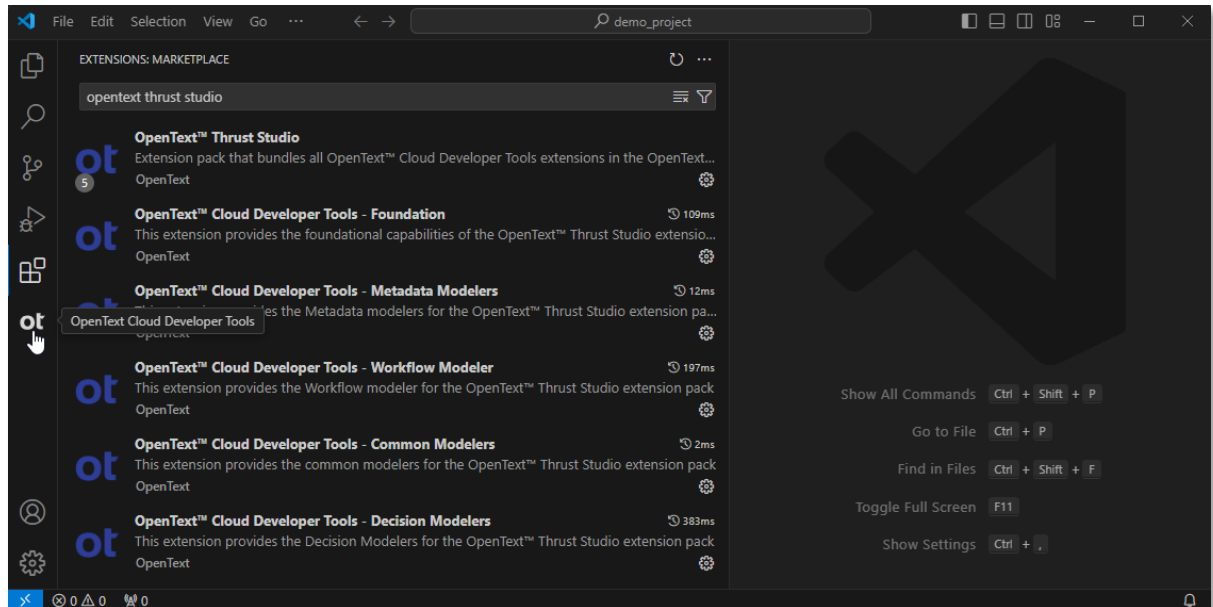 File Edit Selection View Go ··· demo_project
EXTENSIONS: MARKETPLACE
opentext thrust studio
OpenText™ Thrust Studio
Extension pack that bundles all OpenText™ Cloud Developer Tools extensions in the OpenText...
ot
5
OpenText
OpenText™ Cloud Developer Tools - Foundation 109ms
This extension provides the foundational capabilities of the OpenText™ Thrust Studio extensio...
ot
OpenText
OpenText™ Cloud Developer Tools - Metadata Modelers 12ms
es the Metadata modelers for the OpenText™ Thrust Studio extension pa...
ot
OpenText Cloud Developer Tools
OpenText™ Cloud Developer Tools - Workflow Modeler 197ms
This extension provides the Workflow modeler for the OpenText™ Thrust Studio extension pack
ot
OpenText
OpenText™ Cloud Developer Tools - Common Modelers 2ms
This extension provides the common modelers for the OpenText™ Thrust Studio extension pack
ot
OpenText
OpenText™ Cloud Developer Tools - Decision Modelers 383ms
This extension provides the Decision Modelers for the OpenText™ Thrust Studio extension pack
ot
OpenText
Show All Commands Ctrl + Shift + P
Go to File Ctrl + P
Find in Files Ctrl + Shift + F
Toggle Full Screen F11
Show Settings Ctrl + ,
0 0 0